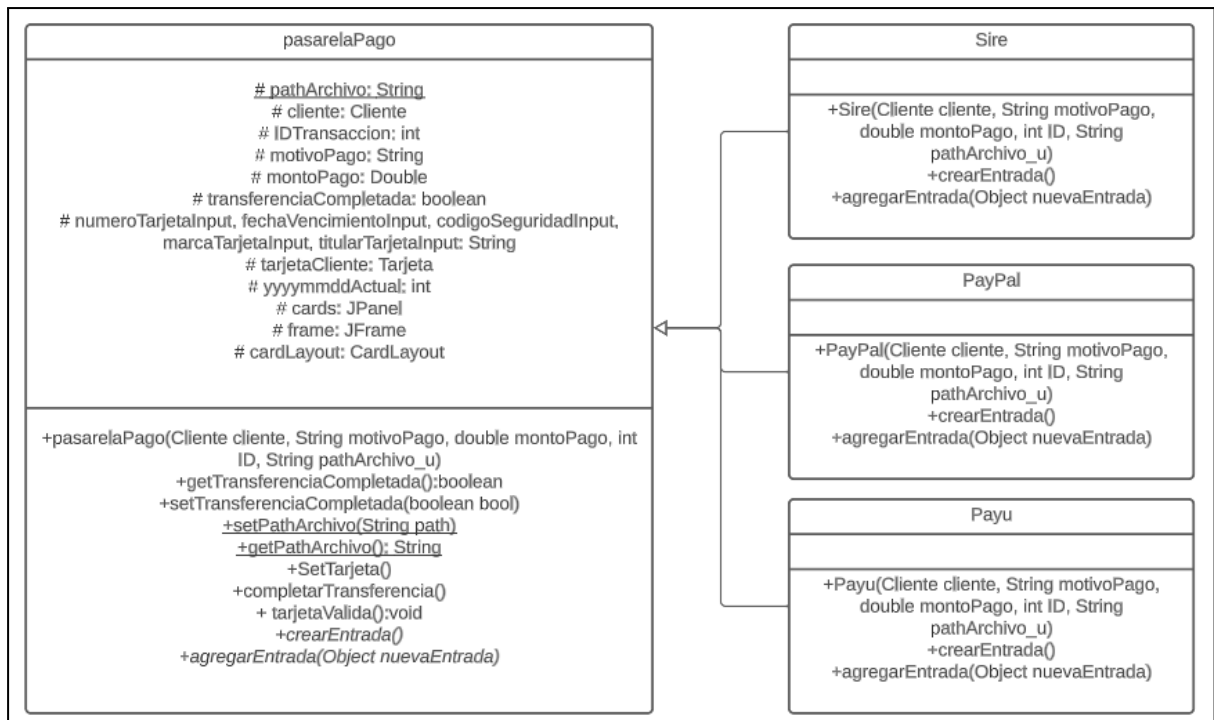 pasarelaPago
# pathArchivo: String
# cliente: Cliente
# IDTransaccion: int
# motivoPago: String
# montoPago: Double
# transferenciaCompletada: boolean
# numeroTarjetaInput, fechaVencimientoInput, codigoSeguridadInput,
marcaTarjetaInput, titularTarjetaInput: String
# tarjetaCliente: Tarjeta
# yyyymmddActual: int
# cards: JPanel
# frame: JFrame
# cardLayout: CardLayout
+pasarelaPago(Cliente cliente, String motivoPago, double montoPago, int
ID, String pathArchivo_u)
+getTransferenciaCompletada():boolean
+setTransferenciaCompletada(boolean bool)
+setPathArchivo(String path)
+getPathArchivo(): String
+SetTarjeta()
+completarTransferencia()
+ tarjetaValida():void
+crearEntrada()
+agregarEntrada(Object nuevaEntrada)
Sire
+Sire(Cliente cliente, String motivoPago,
double montoPago, int ID, String
pathArchivo_u)
+crearEntrada()
+agregarEntrada(Object nuevaEntrada)
PayPal
+PayPal(Cliente cliente, String motivoPago,
double montoPago, int ID, String
pathArchivo_u)
+crearEntrada()
+agregarEntrada(Object nuevaEntrada)
Payu
+Payu(Cliente cliente, String motivoPago,
double montoPago, int ID, String
pathArchivo_u)
+crearEntrada()
+agregarEntrada(Object nuevaEntrada)